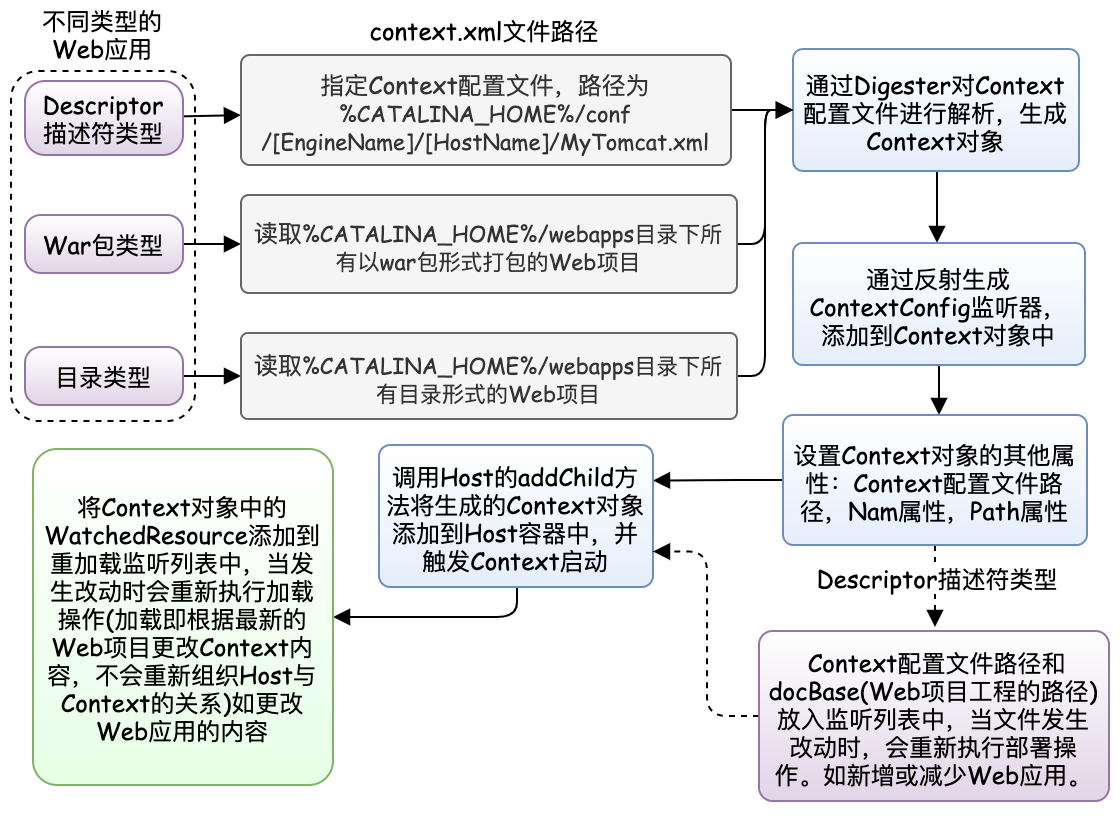 不同类型的
Web应用
context.xml文件路径
Descriptor
描述符类型
指定Context配置文件，路径为
%CATALINA_HOME%/conf
/[EngineName]/[HostName]/MyTomcat.xml
通过Digester对Context
配置文件进行解析，生成
Context对象
War包类型
读取%CATALINA_HOME%/webapps目录下所
有以war包形式打包的Web项目
通过反射生成
ContextConfig监听器，
添加到Context对象中
目录类型
读取%CATALINA_HOME%/webapps目录下所
有目录形式的Web项目
设置Context对象的其他属
性：Context配置文件路
径，Nam属性，Path属性
调用Host的addChild方
法将生成的Context对象
添加到Host容器中，并
触发Context启动
将Context对象中的
WatchedResource添加到
重加载监听列表中，当发
生改动时会重新执行加载
操作(加载即根据最新的
Web项目更改Context内
容，不会重新组织Host与
Context的关系)如更改
Web应用的内容
Descriptor描述符类型
Context配置文件路径和
docBase(Web项目工程的路径)
放入监听列表中，当文件发生
改动时，会重新执行部署操
作。如新增或减少Web应用。